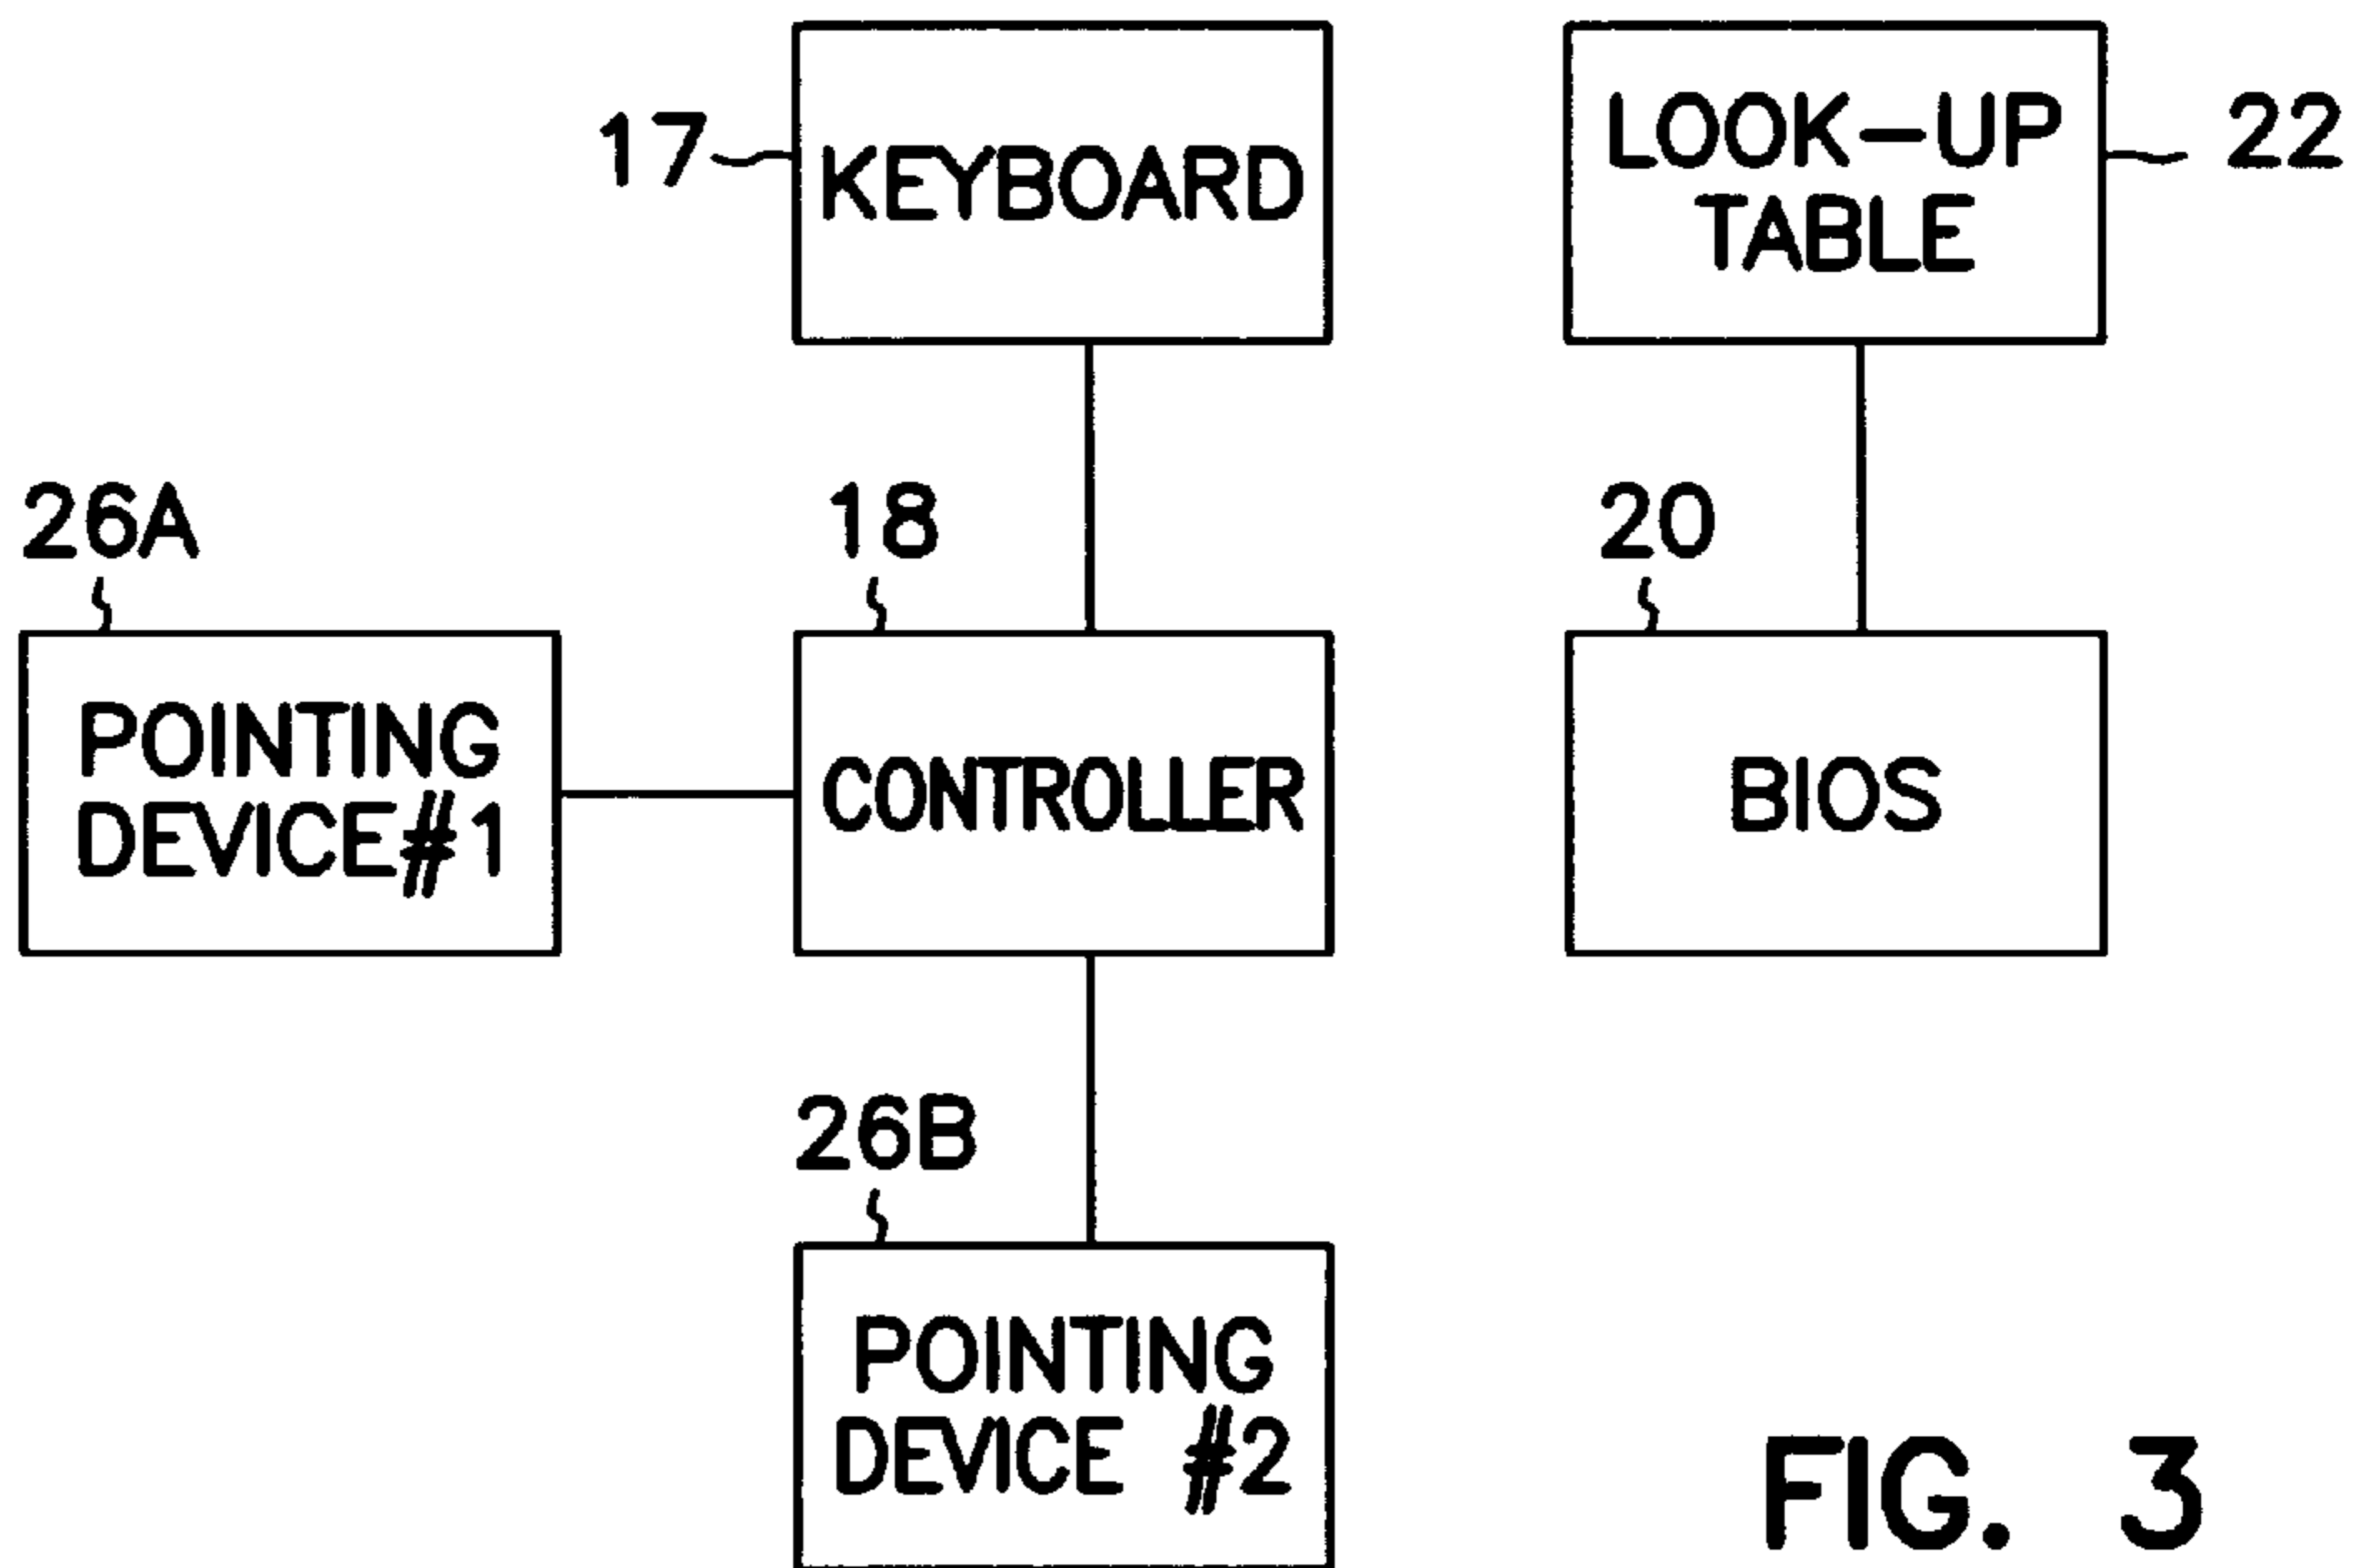 17
KEYBOARD
LOOK-UP
TABLE
22
26A
18
20
POINTING
DEVICE#1
CONTROLLER
BIOS
26B
POINTING
DEVICE #2
FIG. 3